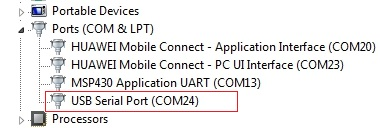 Portable Devices
Ports (COM & LPT)
HUAWEI Mobile Connect - Application Interface (COM20)
HUAWEI Mobile Connect - PC UI Interface (COM23)
MSP430 Application UART (COM13)
USB Serial Port (COM24)
Processors